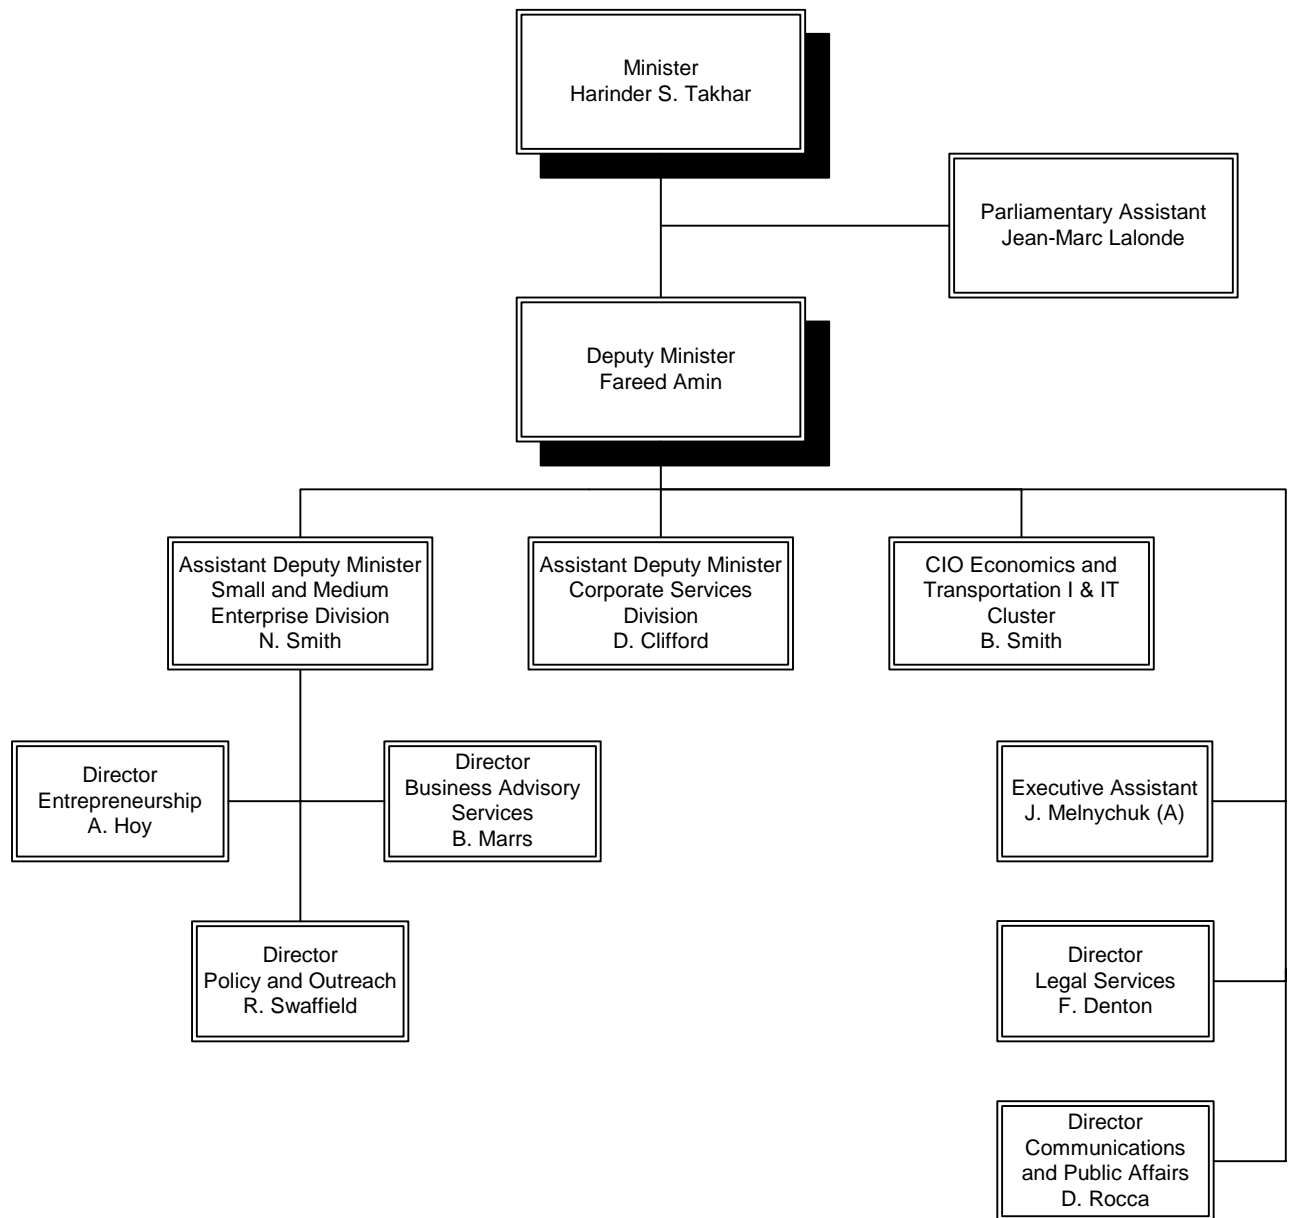 Minister
Harinder S. Takhar
Parliamentary Assistant
Jean-Marc Lalonde
Deputy Minister
Fareed Amin
Assistant Deputy Minister
Small and Medium
Enterprise Division
N. Smith
Assistant Deputy Minister
Corporate Services
Division
D. Clifford
CIO Economics and
Transportation I & IT
Cluster
B. Smith
Director
Entrepreneurship
A. Hoy
Director
Business Advisory
Services
B. Marrs
Executive Assistant
J. Melnychuk (A)
Director
Policy and Outreach
R. Swaffield
Director
Legal Services
F. Denton
Director
Communications
and Public Affairs
D. Rocca